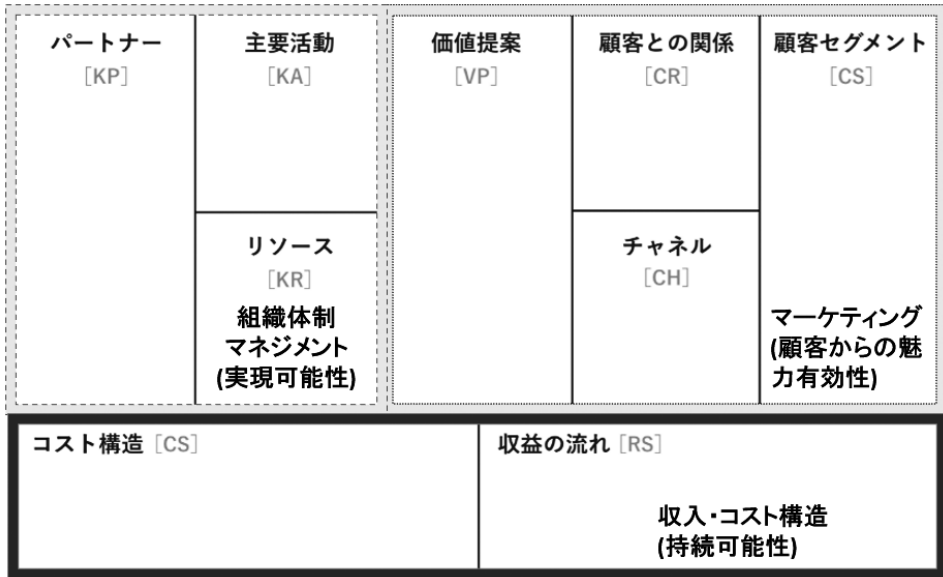 パートナー
[KP]
主要活動
[KA]
リソース
[KR]
組織体制
マネジメント
(実現可能性)
価値提案
[VP]
顧客との関係
[CR]
チャネル
[CH]
顧客セグメント
[CS]
マーケティング
(顧客からの魅
力有効性)
コスト構造 [CS]
収益の流れ [RS]
収入・コスト構造
(持続可能性)